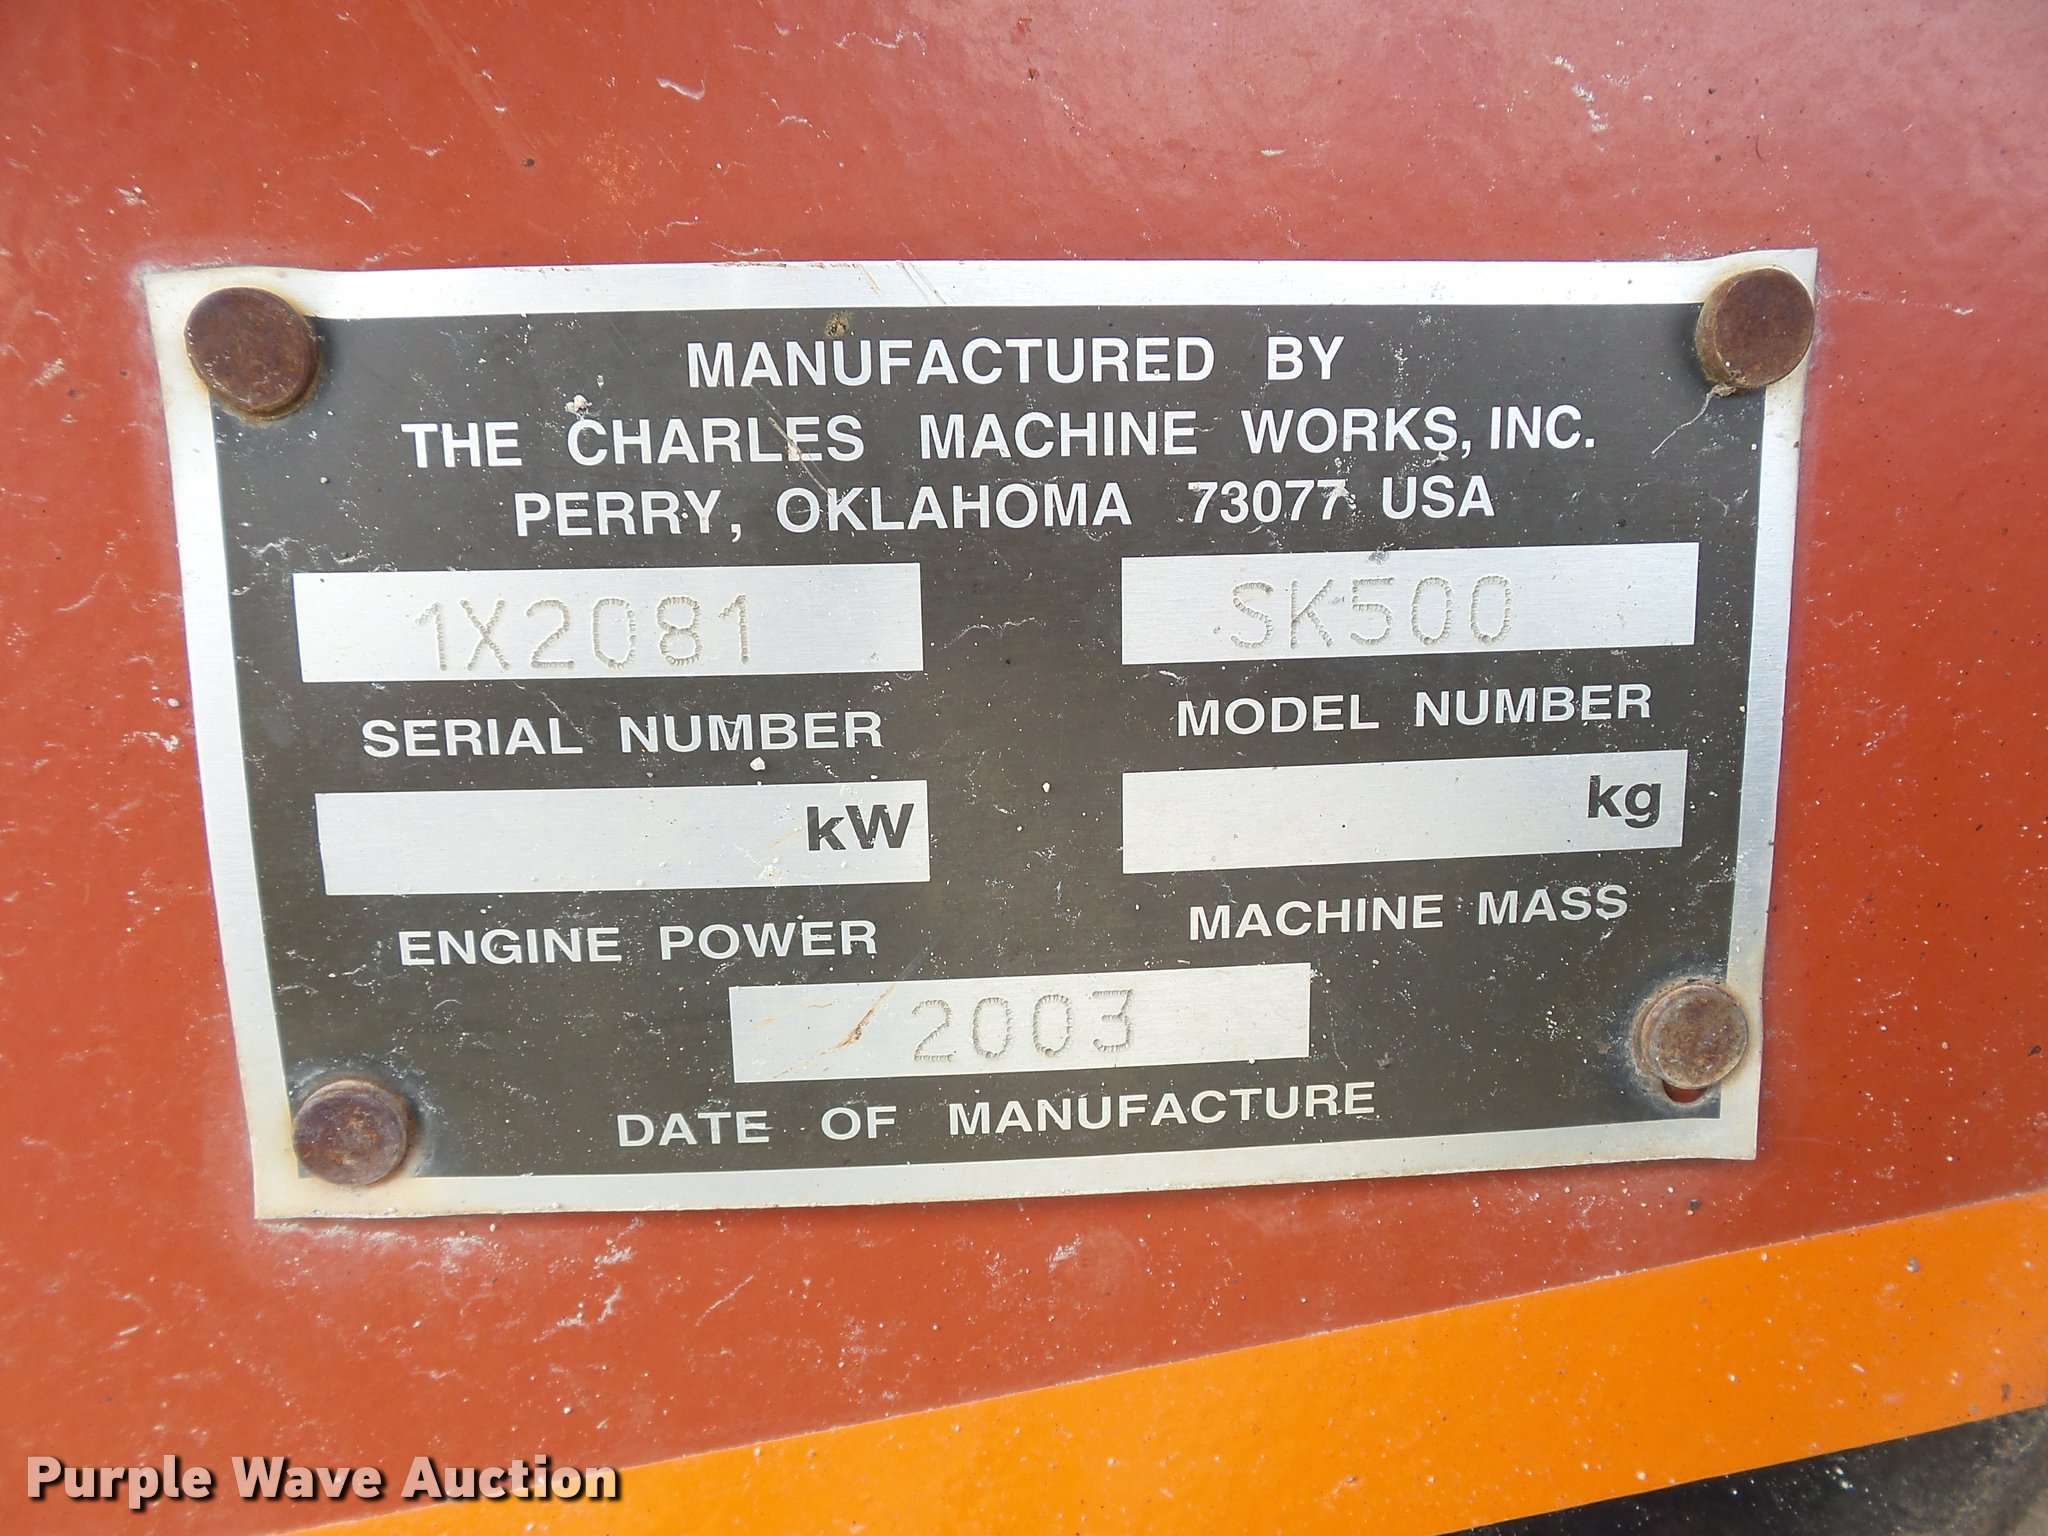 MANUFACTURED BY
THE CHARLES MACHINE WORKS, INC.
PERRY, OKLAHOMA 73077 USA
1X2081 SK500
SERIAL NUMBER MODEL NUMBER
kW kg
ENGINE POWER MACHINE MASS
2003
DATE OF MANUFACTURE
Purple Wave Auction